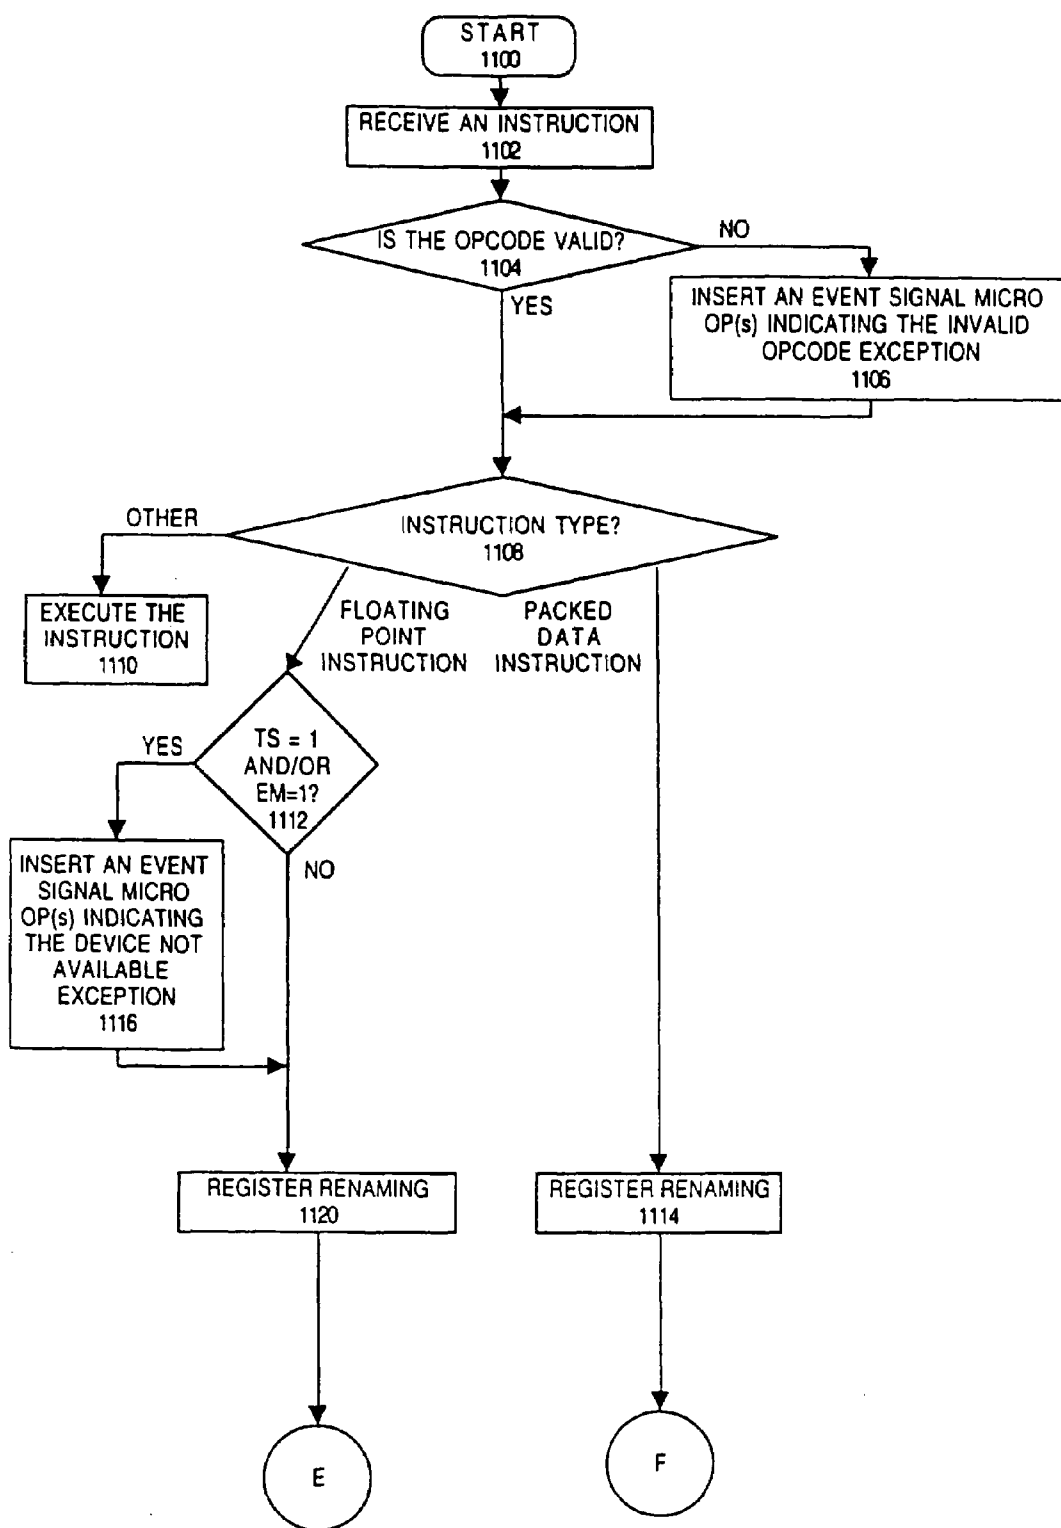 START
1100
RECEIVE AN INSTRUCTION
1102
IS THE OPCODE VALID?
1104
NO
YES
INSERT AN EVENT SIGNAL MICRO
OP(s) INDICATING THE INVALID
OPCODE EXCEPTION
1106
INSTRUCTION TYPE?
1108
OTHER
EXECUTE THE
INSTRUCTION
1110
FLOATING
POINT
INSTRUCTION
PACKED
DATA
INSTRUCTION
TS = 1
AND/OR
EM=1?
1112
YES
NO
INSERT AN EVENT
SIGNAL MICRO
OP(s) INDICATING
THE DEVICE NOT
AVAILABLE
EXCEPTION
1116
REGISTER RENAMING
1120
REGISTER RENAMING
1114
E
F